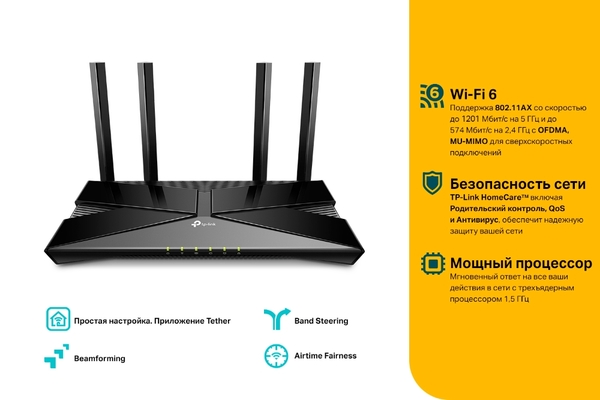 tp-link
Простая настройка. Приложение Tether
Band Steering
Beamforming
Airtime Fairness
6
Wi-Fi 6
Поддержка 802.11AX со скоростью
до 1201 Мбит/с на 5 ГГц и до
574 Мбит/с на 2,4 ГГц с OFDMA,
MU-MIMO для сверхскоростных
подключений
Безопасность сети
TP-Link HomeCare™ включая
Родительский контроль, QoS
и Антивирус, обеспечит надежную
защиту вашей сети
Мощный процессор
Мгновенный ответ на все ваши
действия в сети с трехъядерным
процессором 1,5 ГГц